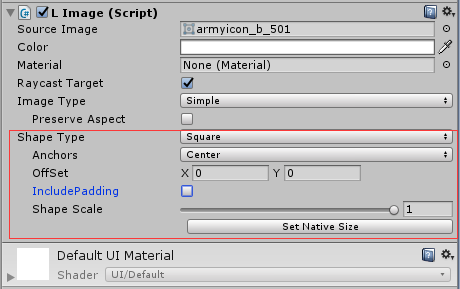 L Image (Script)
Source Image armyicon_b_501
Color
Material None (Material)
Raycast Target
Image Type Simple
Preserve Aspect
Shape Type Square
Anchors Center
OffSet X 0 Y 0
IncludePadding
Shape Scale 1
Set Native Size
Default UI Material
Shader UI/Default